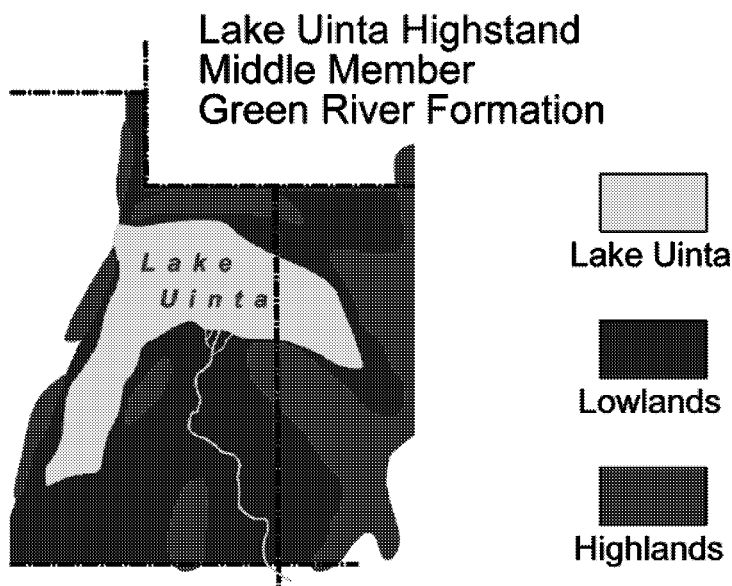 Lake Uinta Highstand
Middle Member
Green River Formation
Lake
Uinta
Lake Uinta
Lowlands
Highlands